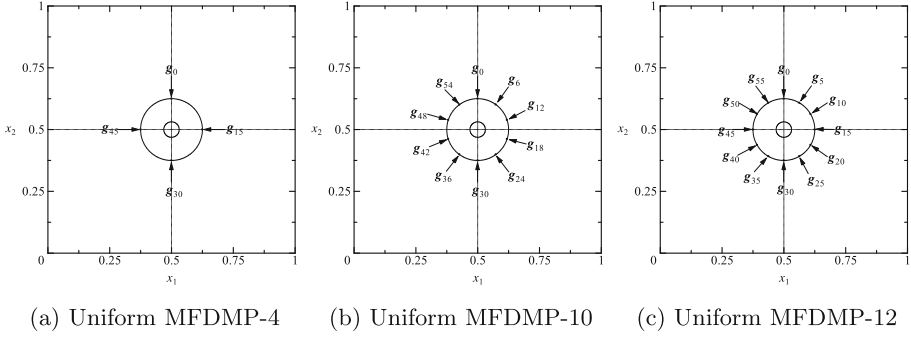 1
1
1
0.75
g0
0.75
g0
0.75
g0
g54
g6
g55
g5
g48
g12
g50
g10
x2
0.5
g45
g15
x2
0.5
x2
0.5
g45
g15
g42
g18
g40
g20
g36
g24
g35
g25
0.25
g30
0.25
g30
0.25
g30
0
0.25
0.5
0.75
1
0
0.25
0.5
0.75
1
0
0.25
0.5
0.75
1
x1
x1
x1
(a) Uniform MFDMP-4
(b) Uniform MFDMP-10
(c) Uniform MFDMP-12